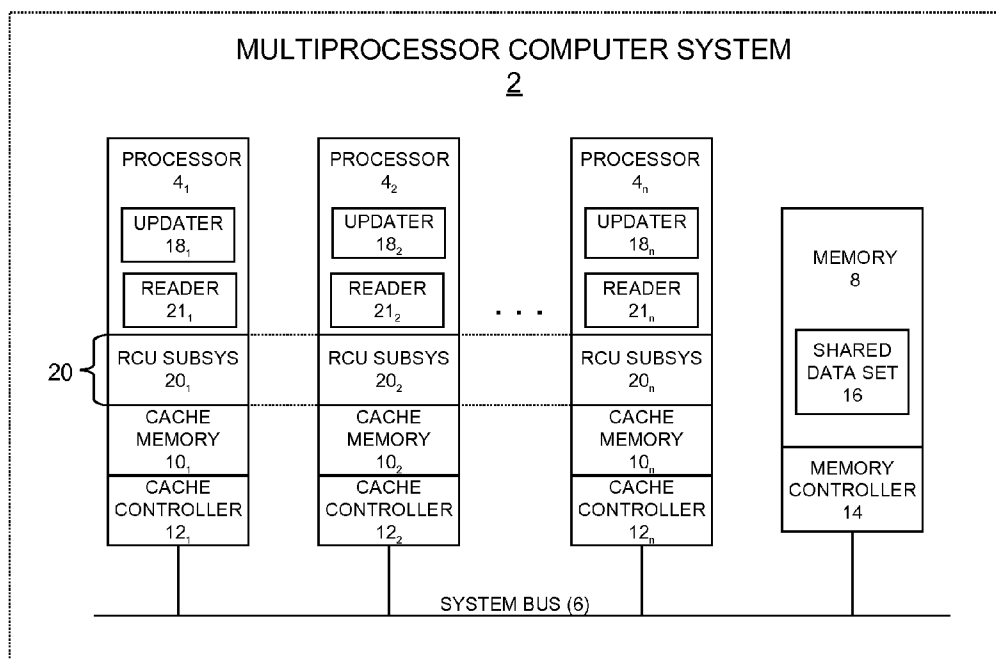 MULTIPROCESSOR COMPUTER SYSTEM
2
PROCESSOR
4₁
UPDATER
18₁
READER
21₁
RCU SUBSYS
20₁
CACHE
MEMORY
10₁
CACHE
CONTROLLER
12₁
PROCESSOR
4₂
UPDATER
18₂
READER
21₂
RCU SUBSYS
20₂
CACHE
MEMORY
10₂
CACHE
CONTROLLER
12₂
. . .
PROCESSOR
4ₙ
UPDATER
18ₙ
READER
21ₙ
RCU SUBSYS
20ₙ
CACHE
MEMORY
10ₙ
CACHE
CONTROLLER
12ₙ
MEMORY
8
SHARED
DATA SET
16
MEMORY
CONTROLLER
14
20
SYSTEM BUS (6)